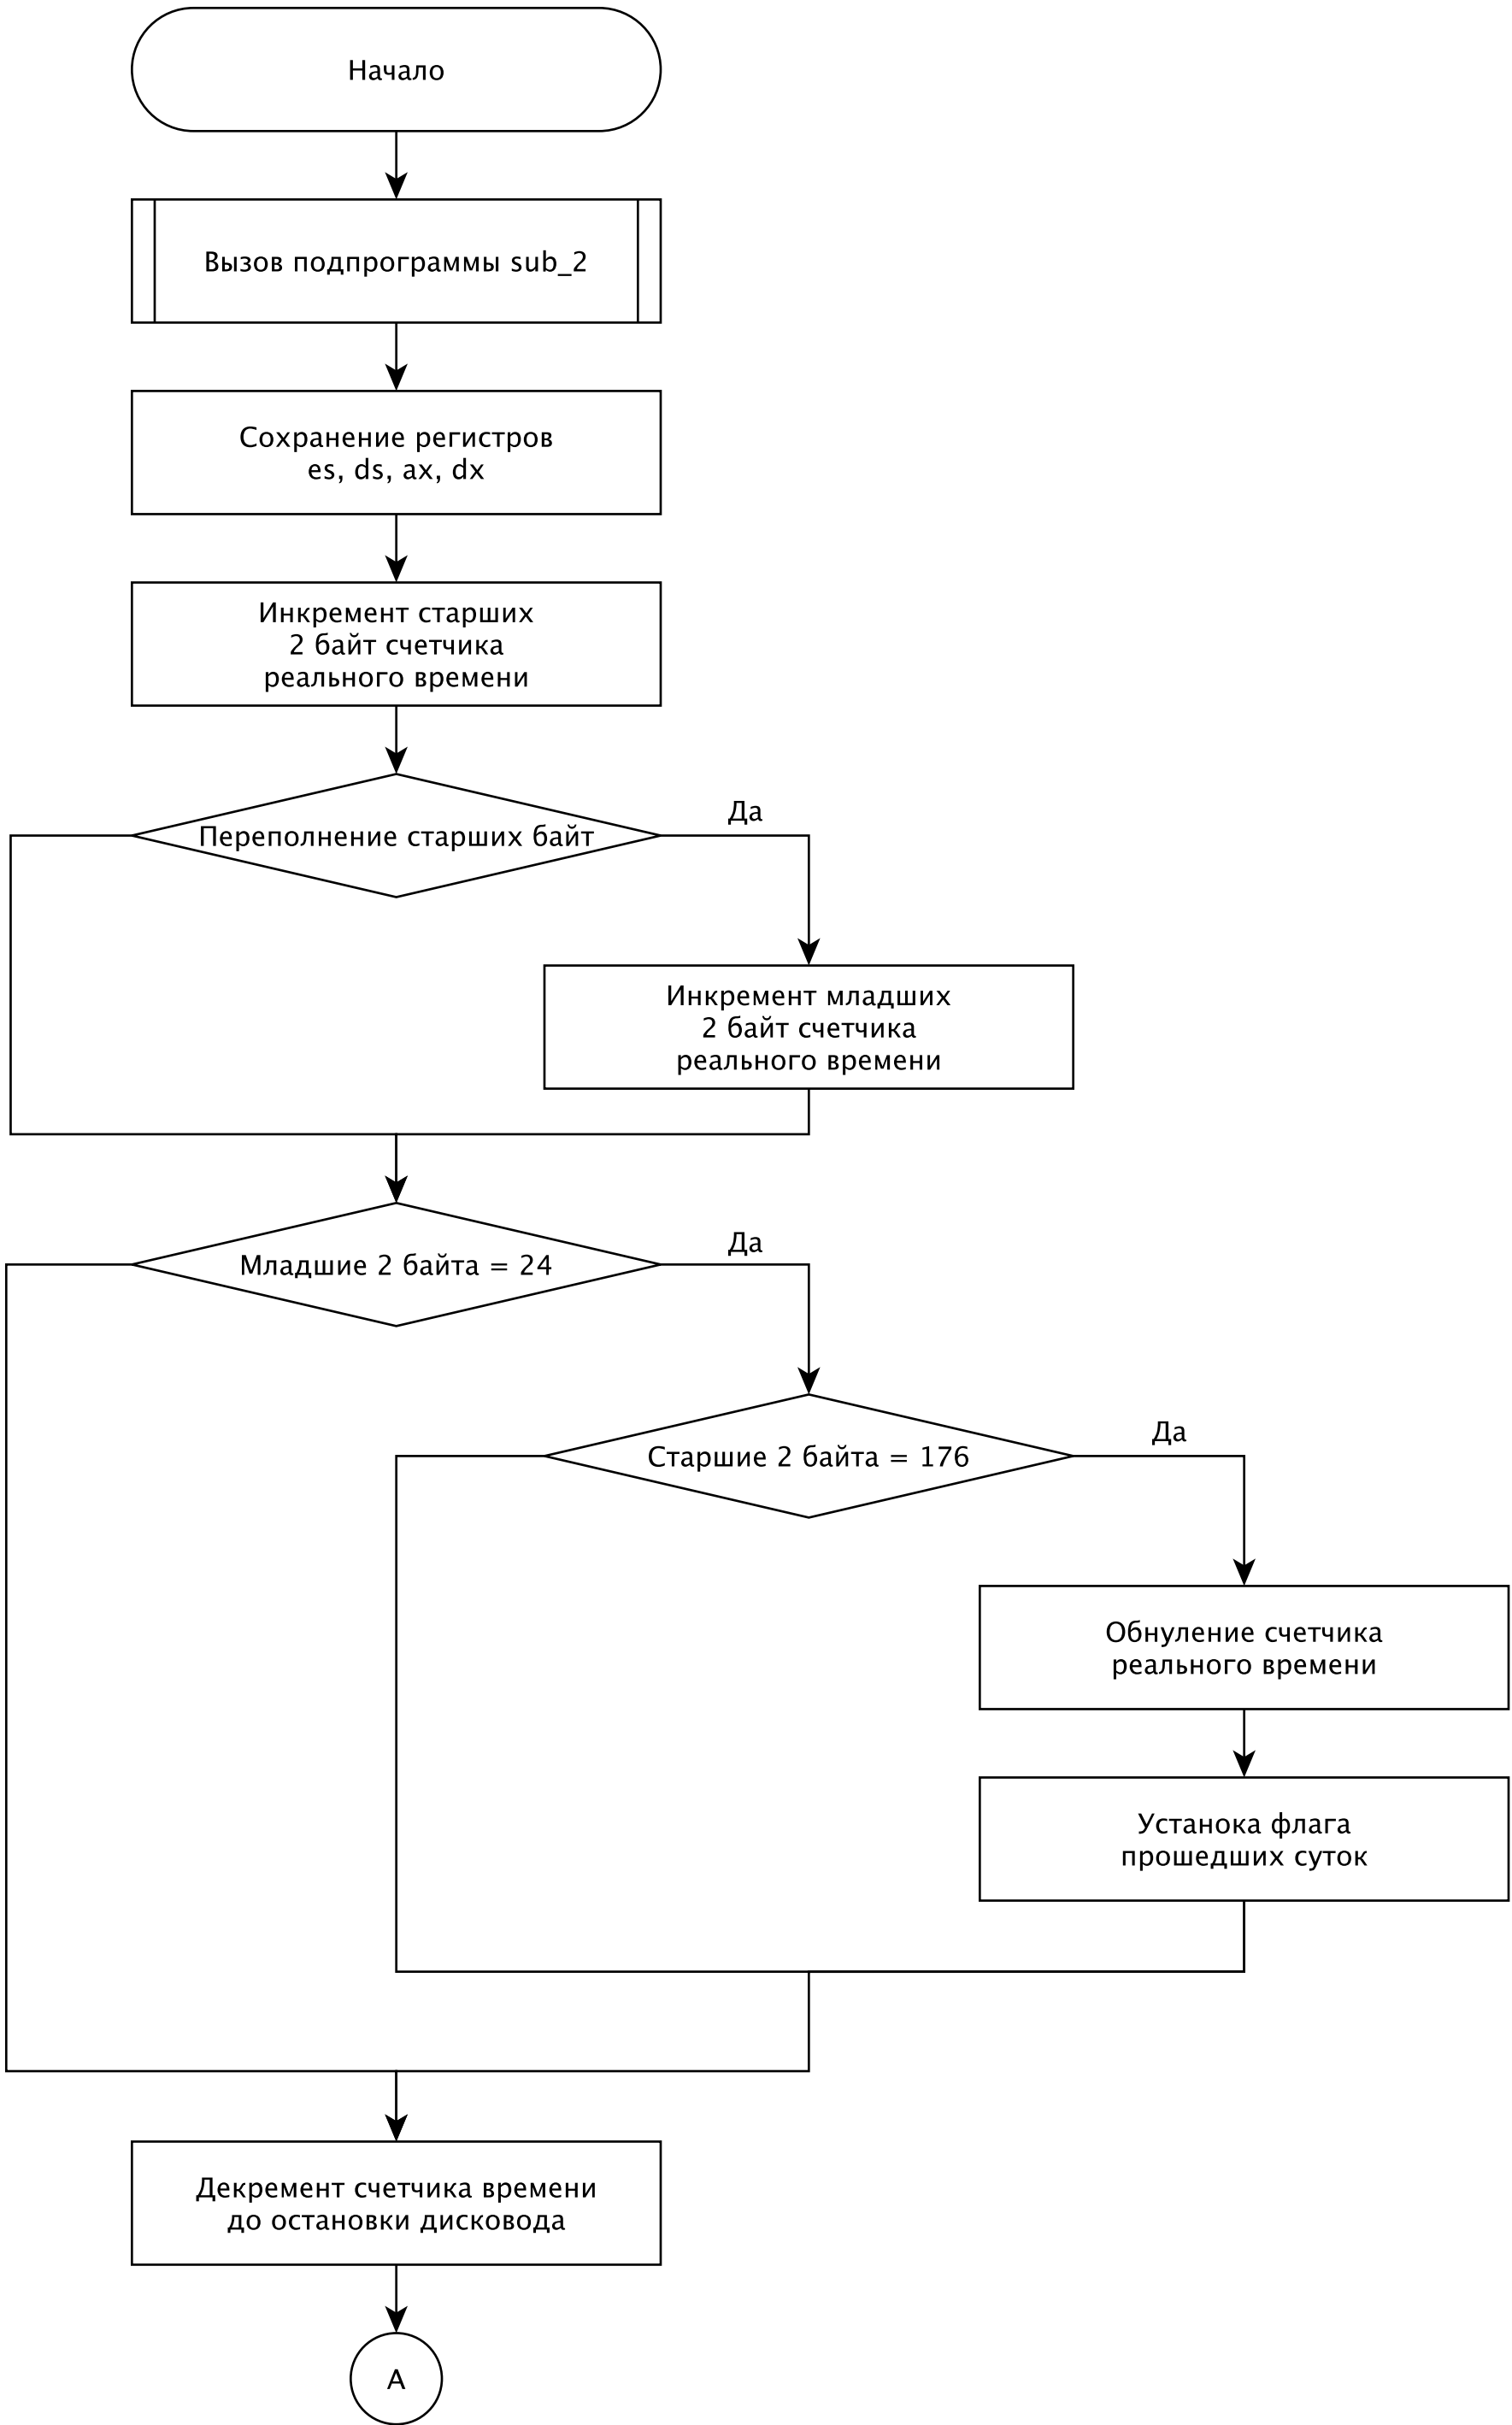 Начало
Вызов подпрограммы sub_2
Сохранение регистров
es, ds, ax, dx
Инкремент старших
2 байт счетчика
реального времени
Переполнение старших байт
Да
Инкремент младших
2 байт счетчика
реального времени
Младшие 2 байта = 24
Да
Старшие 2 байта = 176
Да
Обнуление счетчика
реального времени
Устанока флага
прошедших суток
Декремент счетчика времени
до остановки дисковода
А